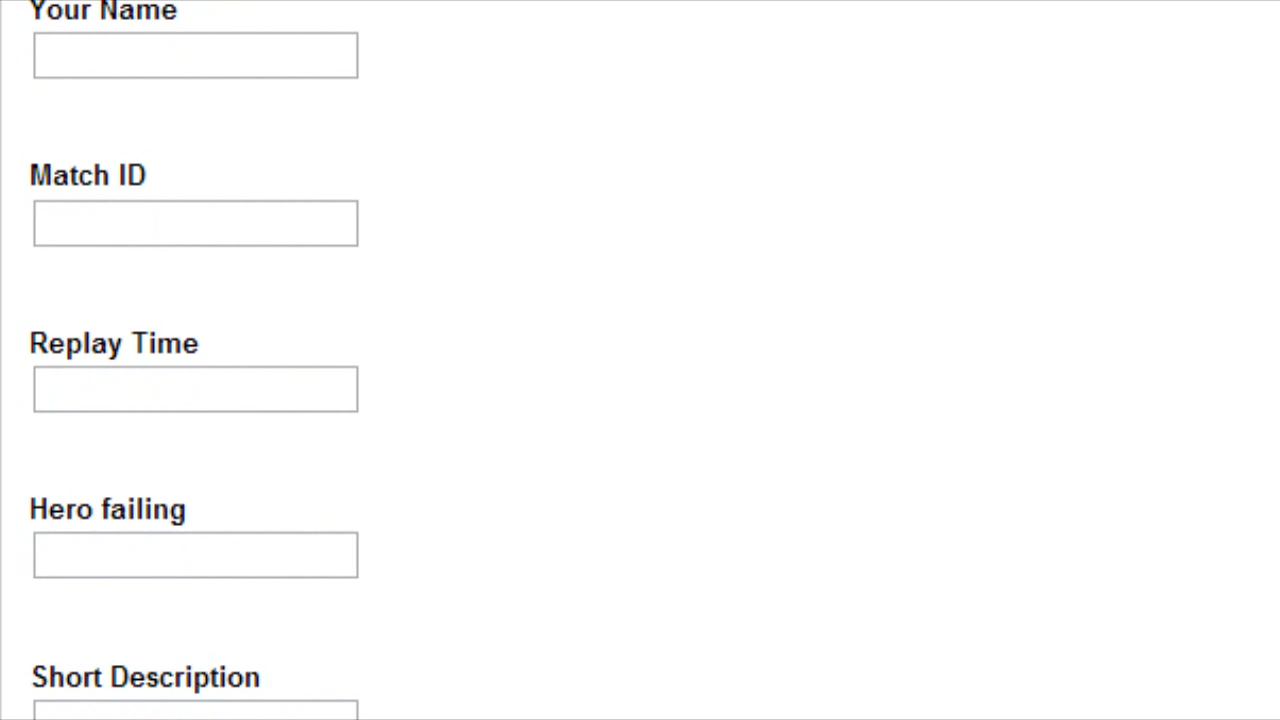 Your Name
Match ID
Replay Time
Hero failing
Short Description